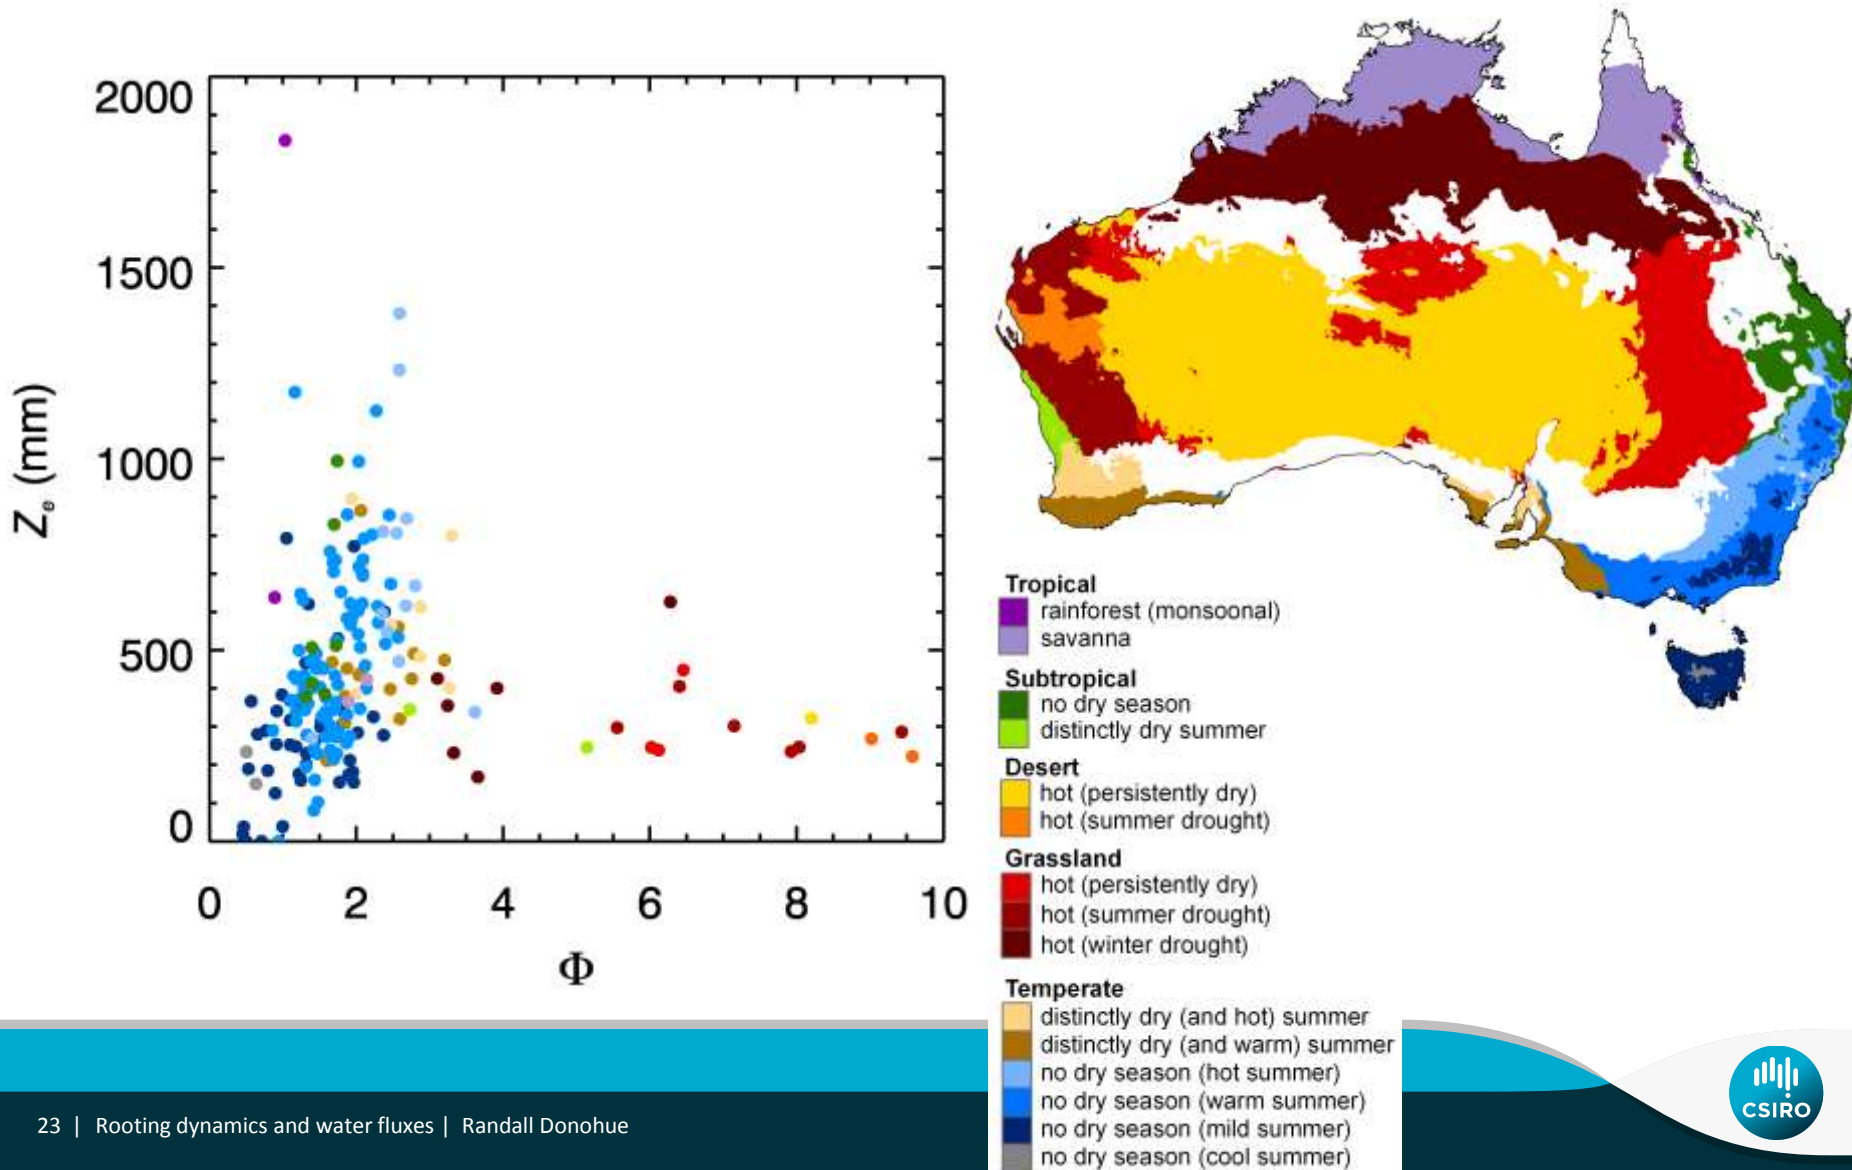 2000
1500
1000
500
0
Zₑ (mm)
0 2 4 6 8 10
Φ
Tropical
rainforest (monsoonal)
savanna
Subtropical
no dry season
distinctly dry summer
Desert
hot (persistently dry)
hot (summer drought)
Grassland
hot (persistently dry)
hot (summer drought)
hot (winter drought)
Temperate
distinctly dry (and hot) summer
distinctly dry (and warm) summer
no dry season (hot summer)
no dry season (warm summer)
no dry season (mild summer)
no dry season (cool summer)
23 | Rooting dynamics and water fluxes | Randall Donohue
CSIRO